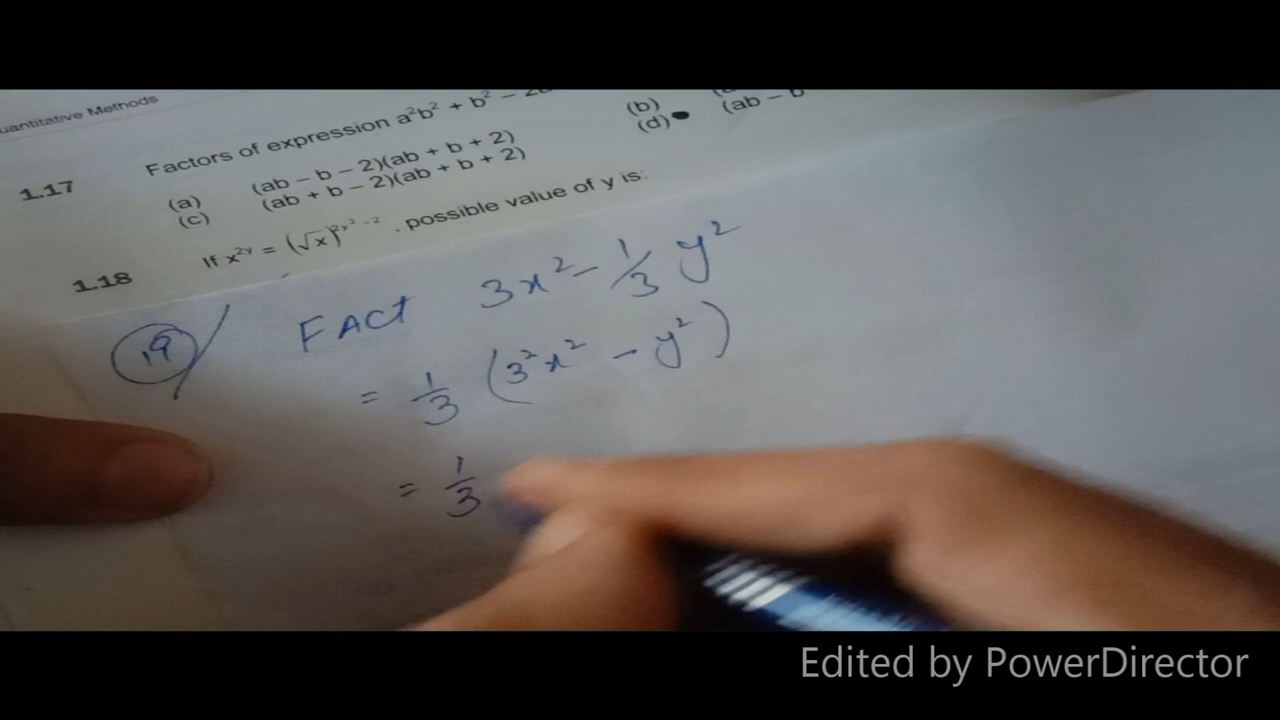 uantitative Methods
1.17 Factors of expression a²b² + b² –
(a) (ab – b – 2)(ab + b + 2) (b)
(c) (ab + b – 2)(ab + b + 2) (d) (ab – b
1.18 If x²ʸ = (√x)²ʸ²⁻², possible value of y is:
19 FACT 3x² - 1/3 y²
= 1/3 (3²x² - y²)
= 1/3
Edited by PowerDirector